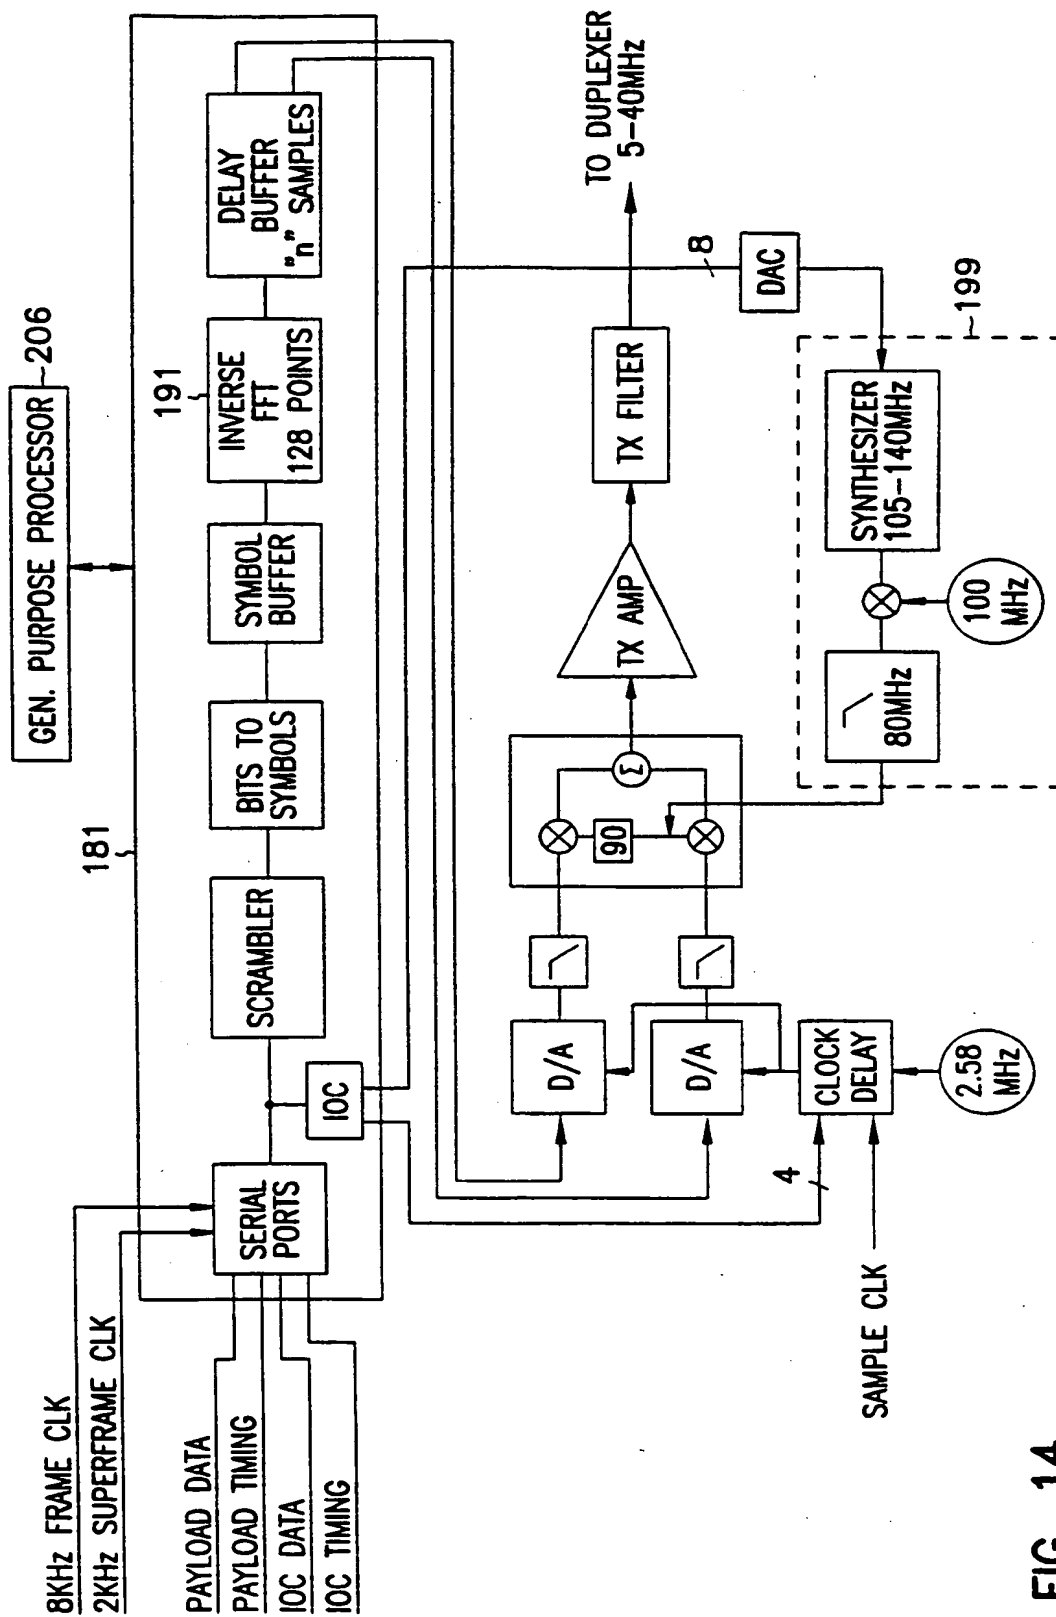 GEN. PURPOSE PROCESSOR
206
181
8KHz FRAME CLK
2KHz SUPERFRAME CLK
PAYLOAD DATA
PAYLOAD TIMING
IOC DATA
IOC TIMING
SERIAL
PORTS
IOC
SCRAMBLER
BITS TO
SYMBOLS
SYMBOL
BUFFER
191
INVERSE
FFT
128 POINTS
DELAY
BUFFER
"n" SAMPLES
D/A
D/A
90
Σ
TX AMP
TX FILTER
TO DUPLEXER
5-40MHz
4
SAMPLE CLK
CLOCK
DELAY
2.58
MHz
8
DAC
199
80MHz
100
MHz
SYNTHESIZER
105-140MHz
FIG. 14